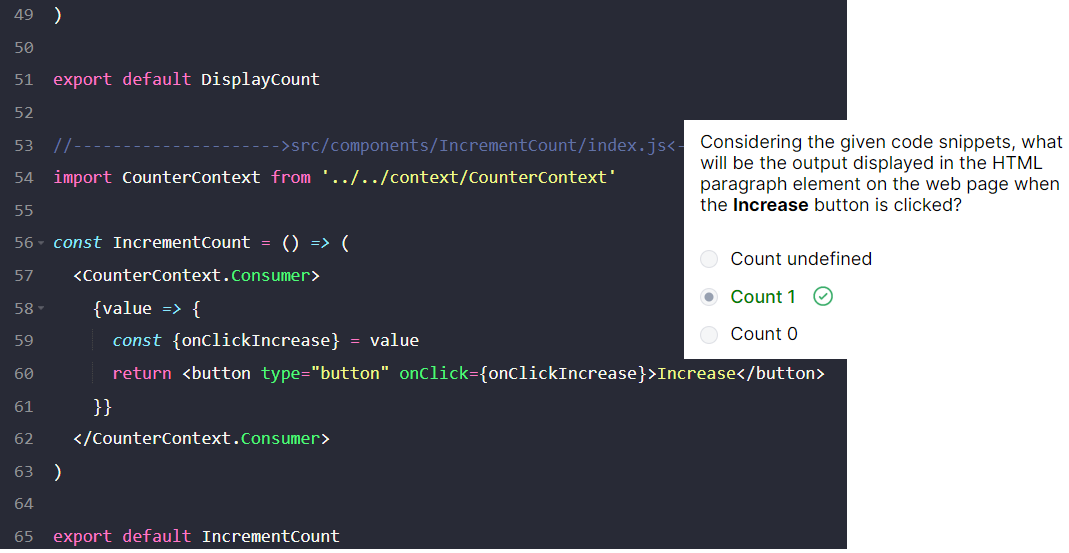 49 )
50
51 export default DisplayCount
52
53 //--------------------->src/components/IncrementCount/index.js<-
54 import CounterContext from '../../context/CounterContext'
55
56 const IncrementCount = () => (
57 <CounterContext.Consumer>
58 {value => {
59 const {onClickIncrease} = value
60 return <button type="button" onClick={onClickIncrease}>Increase</button>
61 }}
62 </CounterContext.Consumer>
63 )
64
65 export default IncrementCount
Considering the given code snippets, what
will be the output displayed in the HTML
paragraph element on the web page when
the Increase button is clicked?
Count undefined
Count 1
Count 0